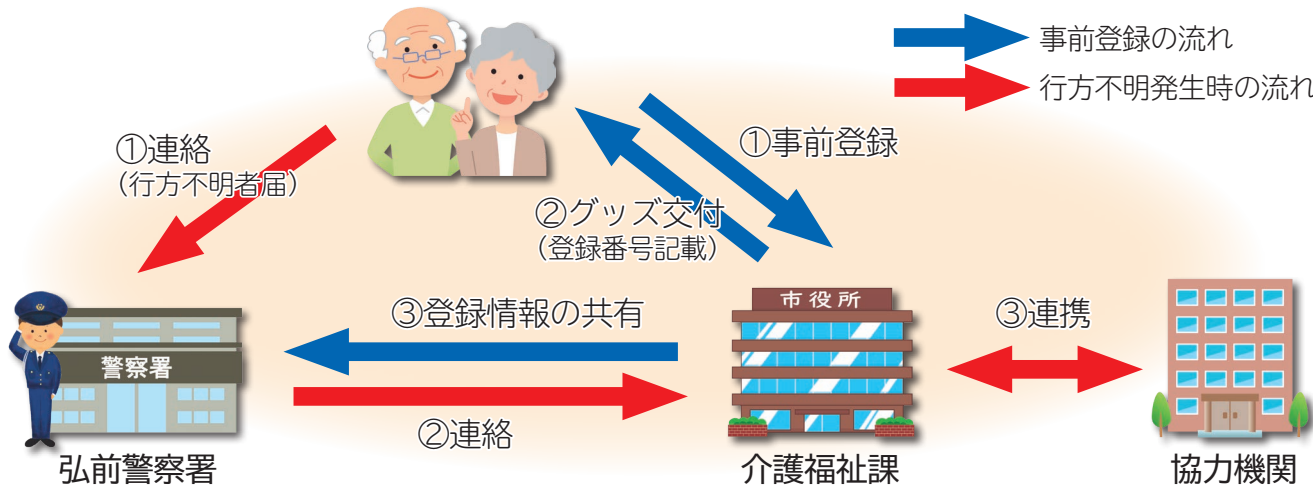 事前登録の流れ
行方不明発生時の流れ
①連絡
（行方不明者届）
①事前登録
②グッズ交付
（登録番号記載）
③登録情報の共有
②連絡
③連携
警察署
市役所
弘前警察署
介護福祉課
協力機関